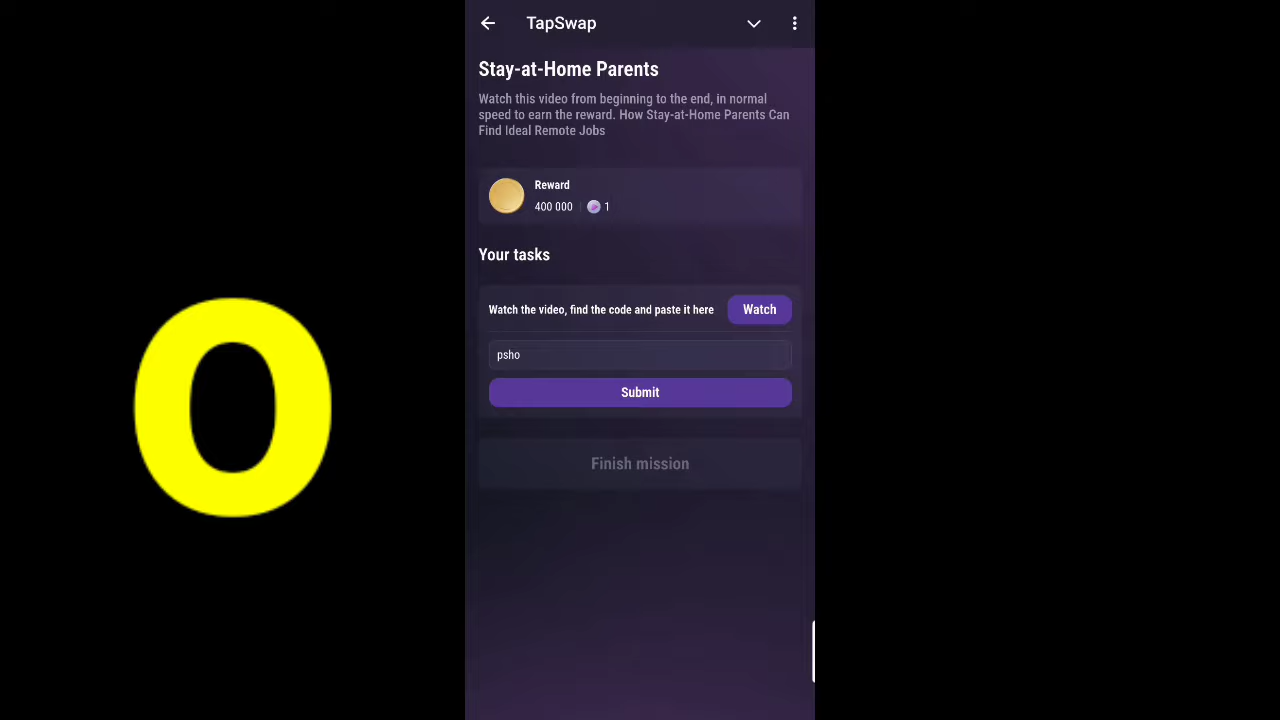 TapSwap
Stay-at-Home Parents
Watch this video from beginning to the end, in normal
speed to earn the reward. How Stay-at-Home Parents Can
Find Ideal Remote Jobs
Reward
400 000 1
Your tasks
Watch the video, find the code and paste it here Watch
psho
Submit
Finish mission
O